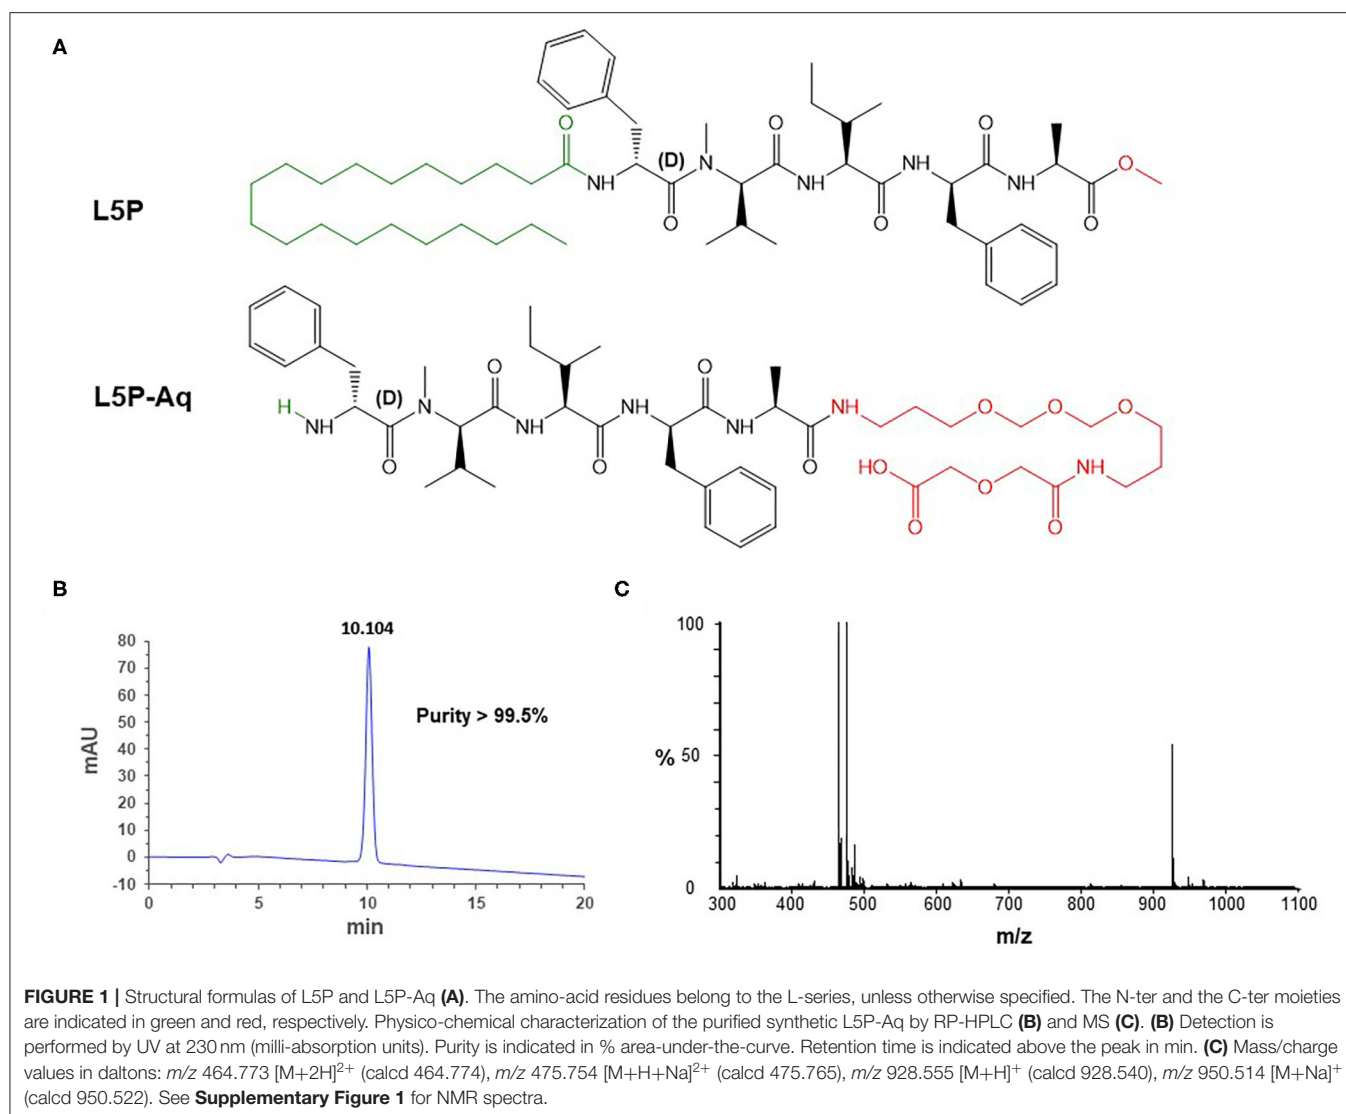 A
L5P
O
NH
(D)
O
N
O
NH
O
NH
O
NH
O
O
L5P-Aq
H
NH
(D)
O
N
O
NH
O
NH
O
NH
O
NH
O
O
O
HO
O
O
O
NH
B
10.104
Purity > 99.5%
mAU
80
70
60
50
40
30
20
10
0
-10
0 5 10 15 20
min
C
100
% 50
0
300 400 500 600 700 800 900 1000 1100
m/z
FIGURE 1 | Structural formulas of L5P and L5P-Aq (A). The amino-acid residues belong to the L-series, unless otherwise specified. The N-ter and the C-ter moieties
are indicated in green and red, respectively. Physico-chemical characterization of the purified synthetic L5P-Aq by RP-HPLC (B) and MS (C). (B) Detection is
performed by UV at 230 nm (milli-absorption units). Purity is indicated in % area-under-the-curve. Retention time is indicated above the peak in min. (C) Mass/charge
values in daltons: m/z 464.773 [M+2H]2+ (calcd 464.774), m/z 475.754 [M+H+Na]2+ (calcd 475.765), m/z 928.555 [M+H]+ (calcd 928.540), m/z 950.514 [M+Na]+
(calcd 950.522). See Supplementary Figure 1 for NMR spectra.